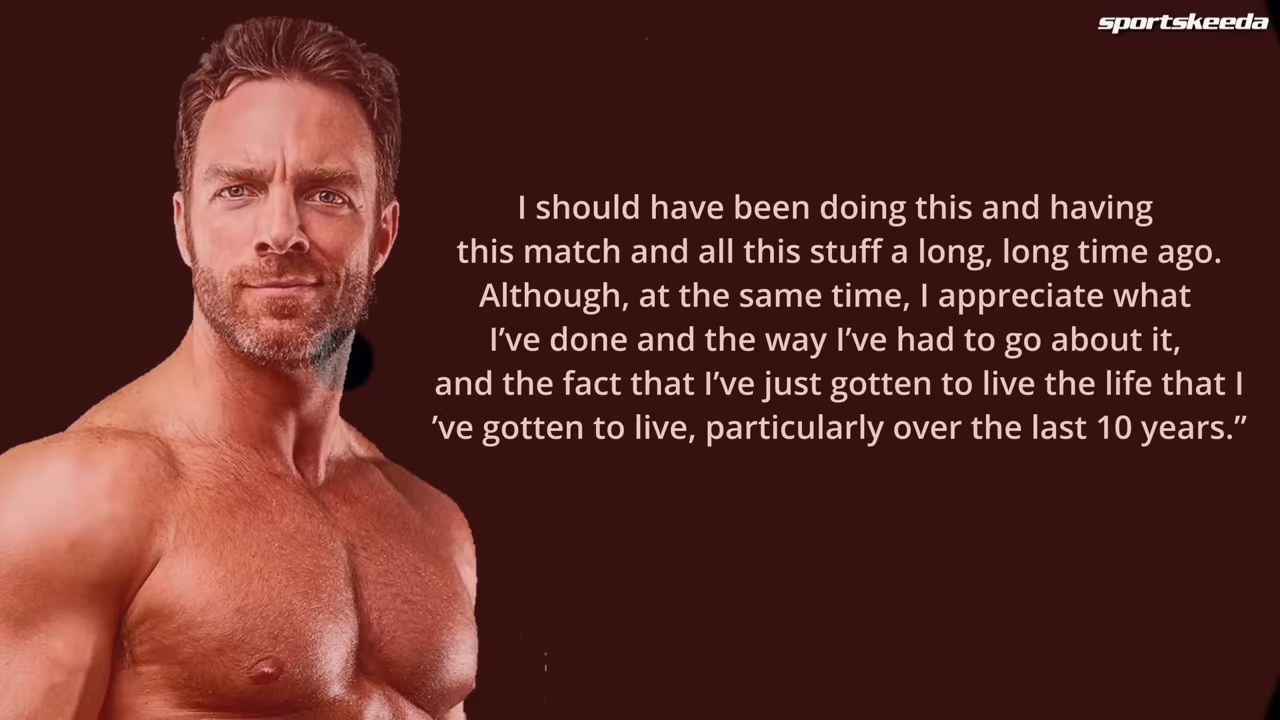 sportskeeda
I should have been doing this and having
this match and all this stuff a long, long time ago.
Although, at the same time, I appreciate what
I’ve done and the way I’ve had to go about it,
and the fact that I’ve just gotten to live the life that I
’ve gotten to live, particularly over the last 10 years.”